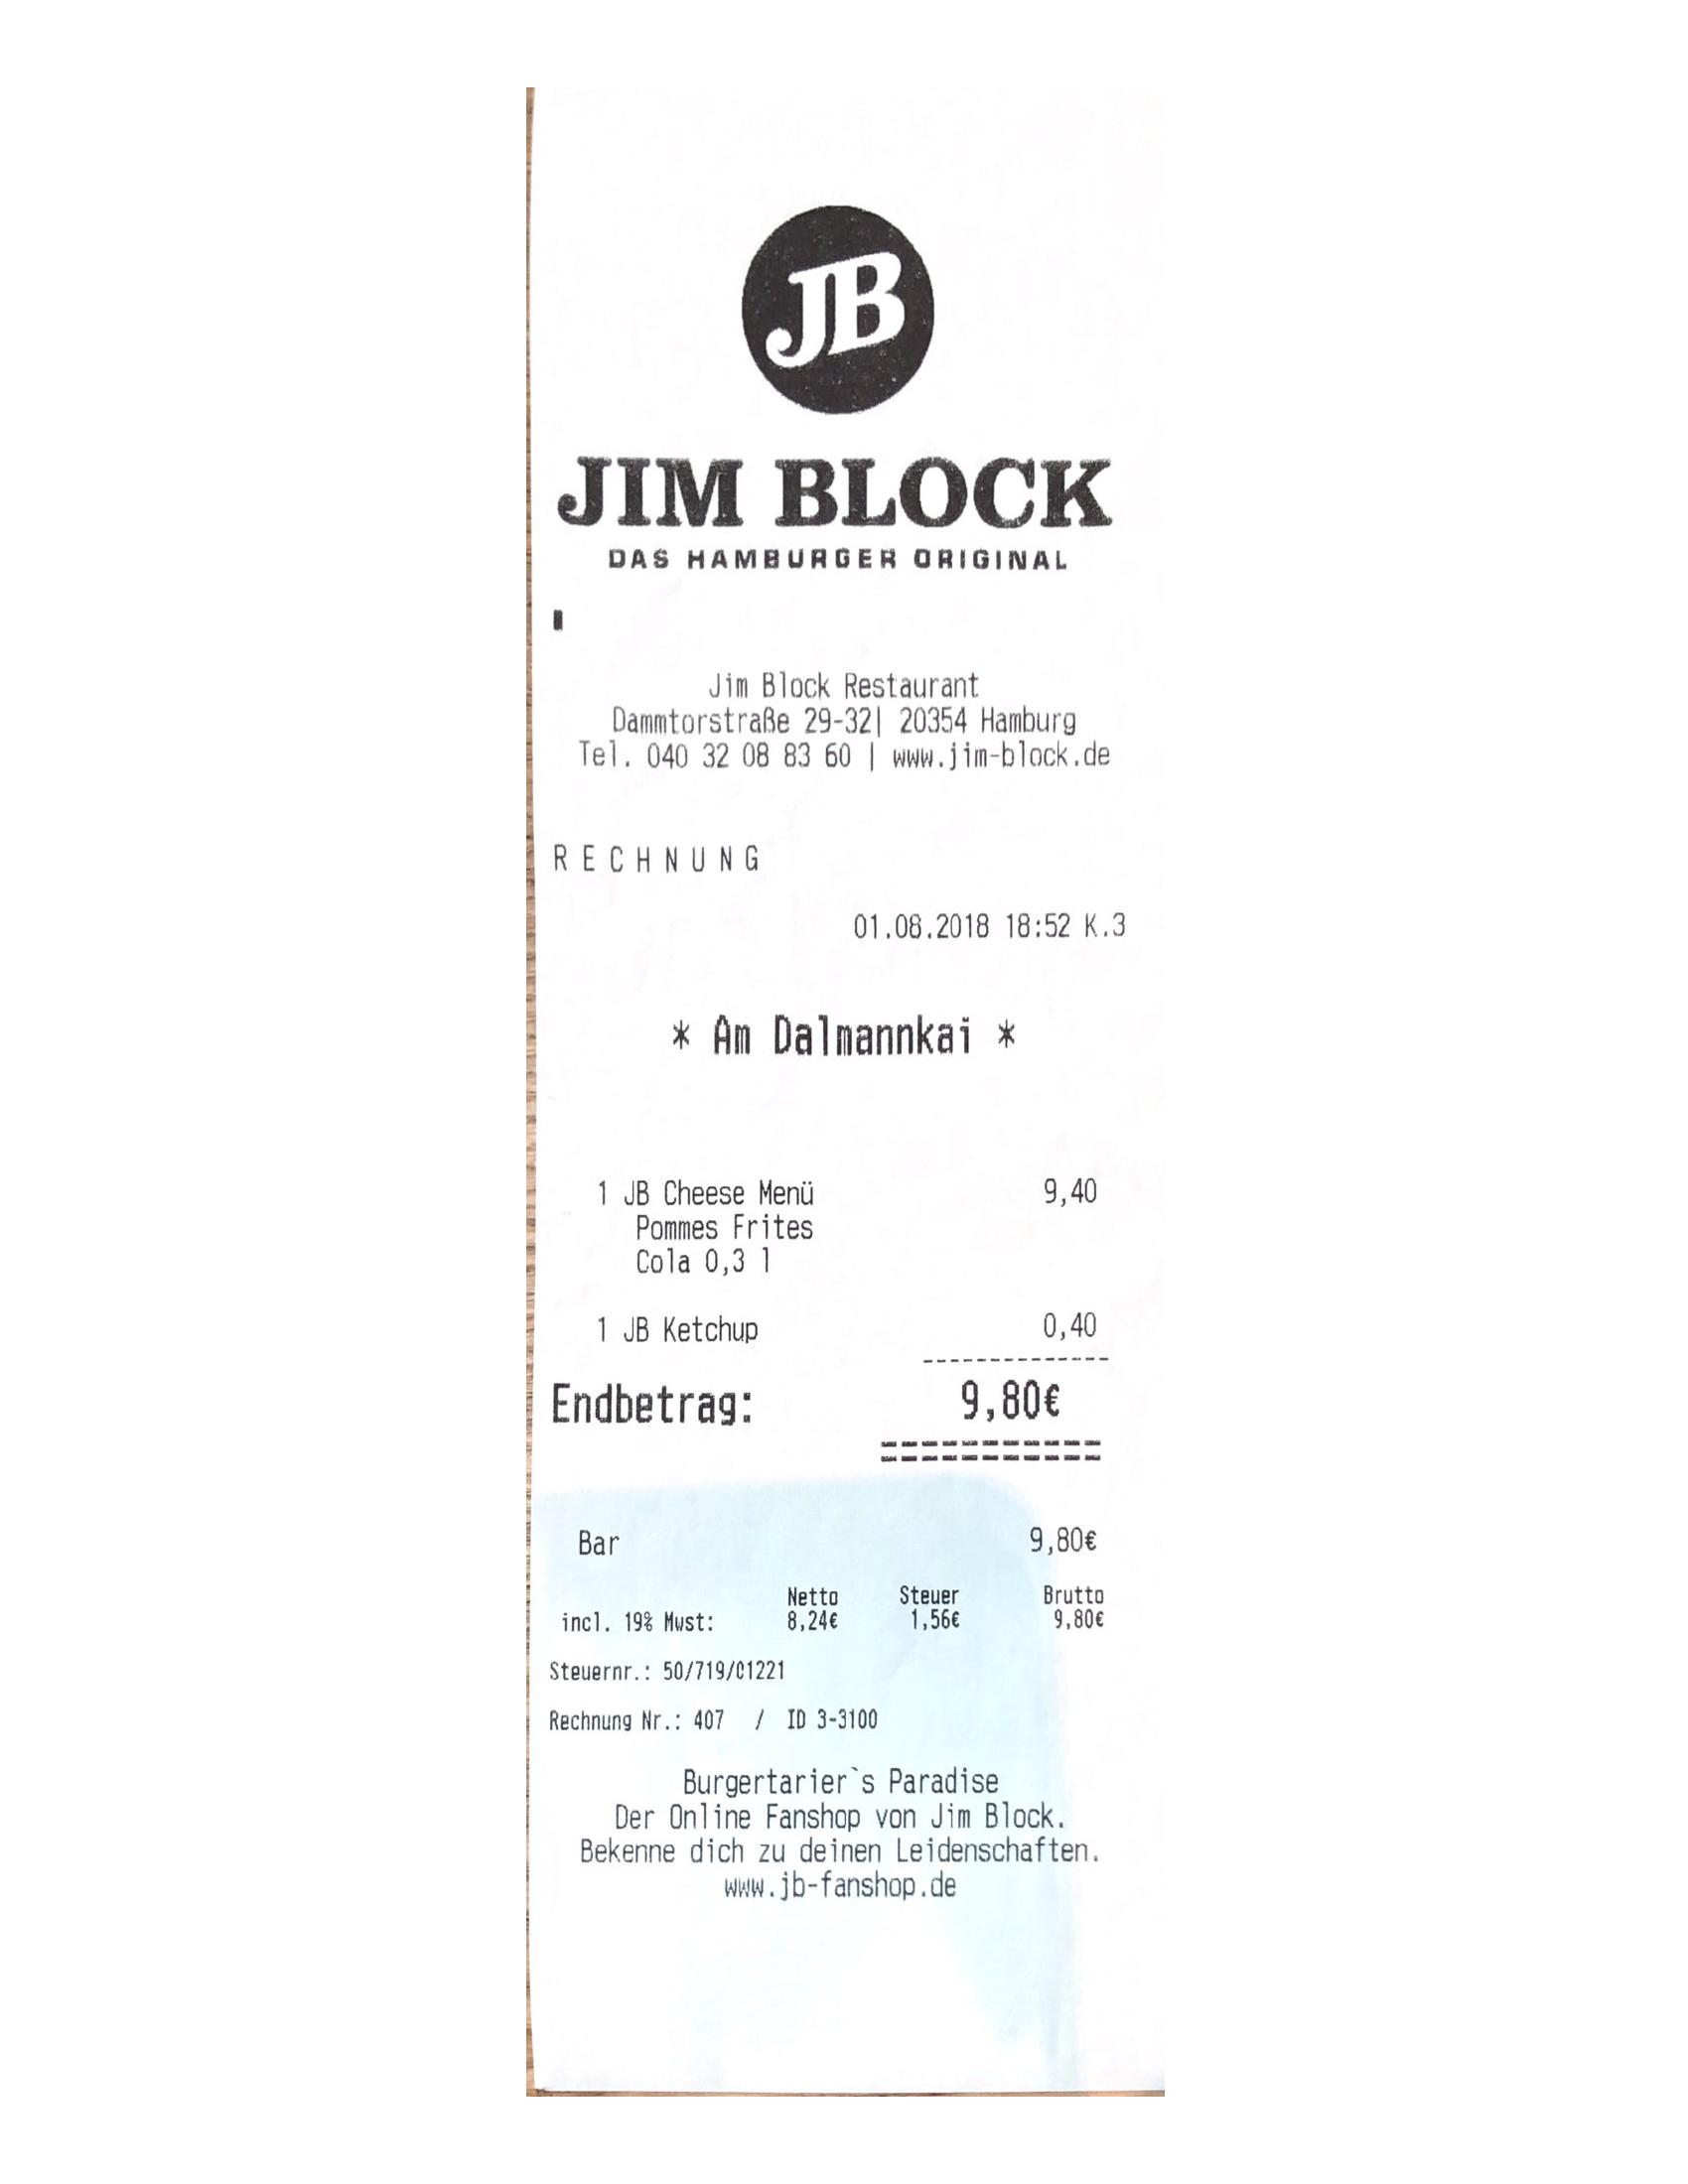 JB
JIM BLOCK
DAS HAMBURGER ORIGINAL
Jim Block Restaurant
Dammtorstraße 29-32| 20354 Hamburg
Tel. 040 32 08 83 60 | www.jim-block.de
RECHNUNG
01.08.2018 18:52 K.3
* Am Dalmannkai *
1 JB Cheese Menü 9,40
Pommes Frites
Cola 0,3 l
1 JB Ketchup 0,40
--------------
Endbetrag: 9,80€
===========
Bar 9,80€
Netto Steuer Brutto
incl. 19% Mwst: 8,24€ 1,56€ 9,80€
Steuernr.: 50/719/01221
Rechnung Nr.: 407 / ID 3-3100
Burgertarier`s Paradise
Der Online Fanshop von Jim Block.
Bekenne dich zu deinen Leidenschaften.
www.jb-fanshop.de